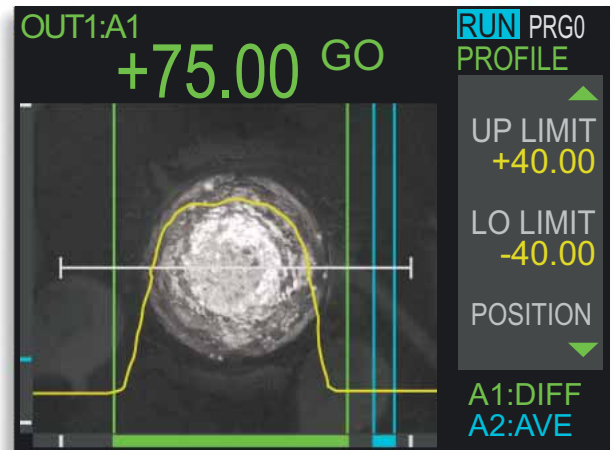 OUT1:A1
+75.00 GO
RUN PRG0
PROFILE
UP LIMIT
+40.00
LO LIMIT
-40.00
POSITION
A1:DIFF
A2:AVE